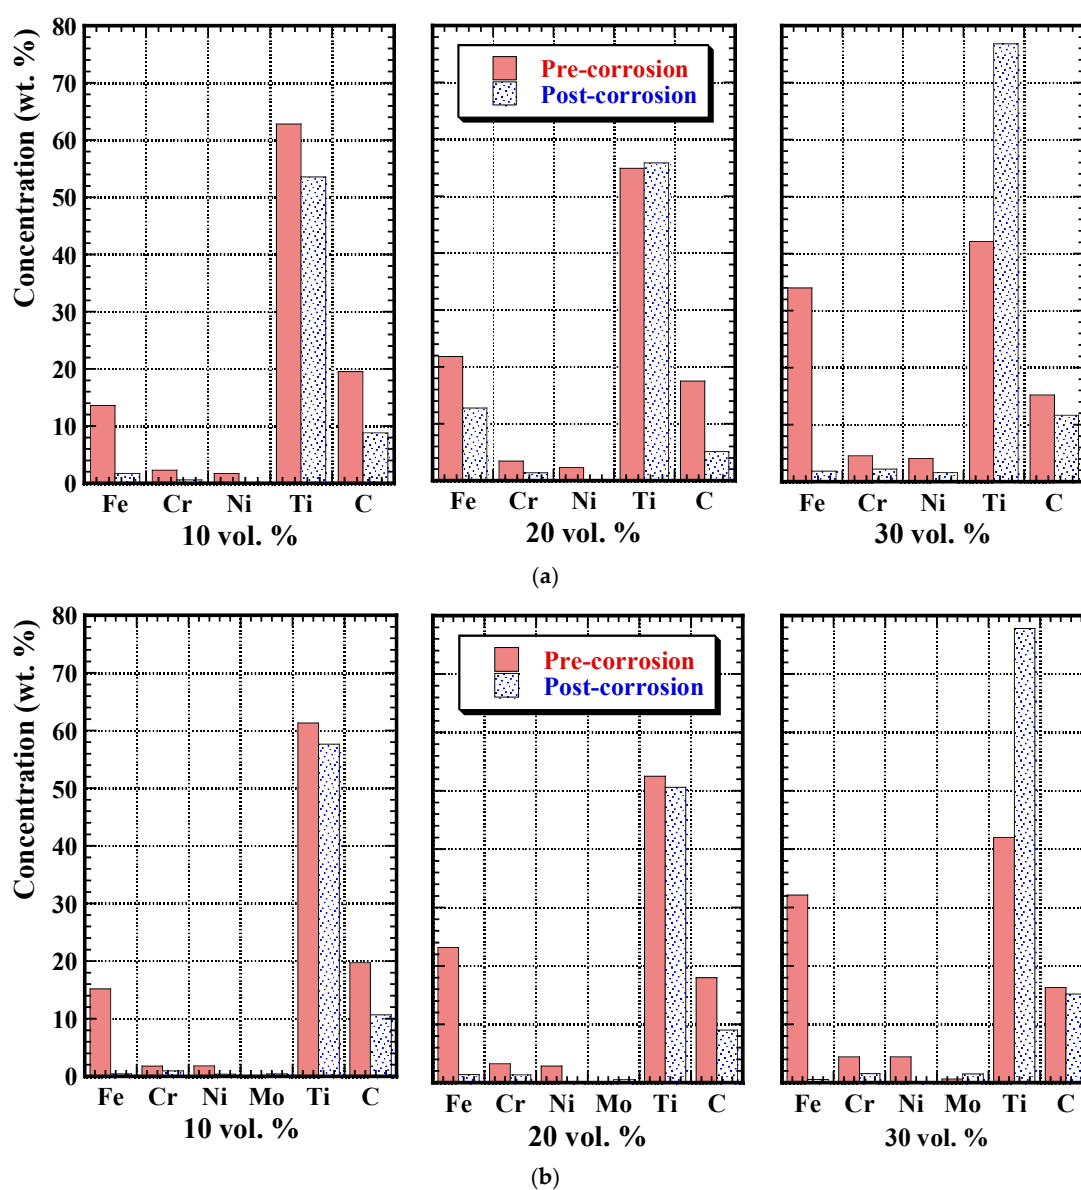 Concentration (wt. %)
80
70
60
50
40
30
20
10
0
Pre-corrosion
Post-corrosion
Fe Cr Ni Ti C
Fe Cr Ni Ti C
Fe Cr Ni Ti C
10 vol. %
20 vol. %
30 vol. %
(a)
Concentration (wt. %)
80
70
60
50
40
30
20
10
0
Pre-corrosion
Post-corrosion
Fe Cr Ni Mo Ti C
Fe Cr Ni Mo Ti C
Fe Cr Ni Mo Ti C
10 vol. %
20 vol. %
30 vol. %
(b)